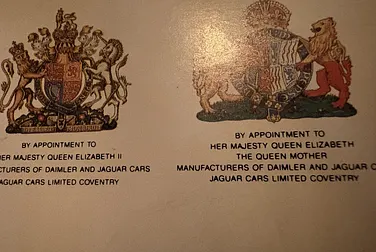 BY APPOINTMENT TO
HER MAJESTY QUEEN ELIZABETH II
CTURERS OF DAIMLER AND JAGUAR CARS
JAGUAR CARS LIMITED COVENTRY
BY APPOINTMENT TO
HER MAJESTY QUEEN ELIZABETH
THE QUEEN MOTHER
MANUFACTURERS OF DAIMLER AND JAGUAR C
JAGUAR CARS LIMITED COVENTRY